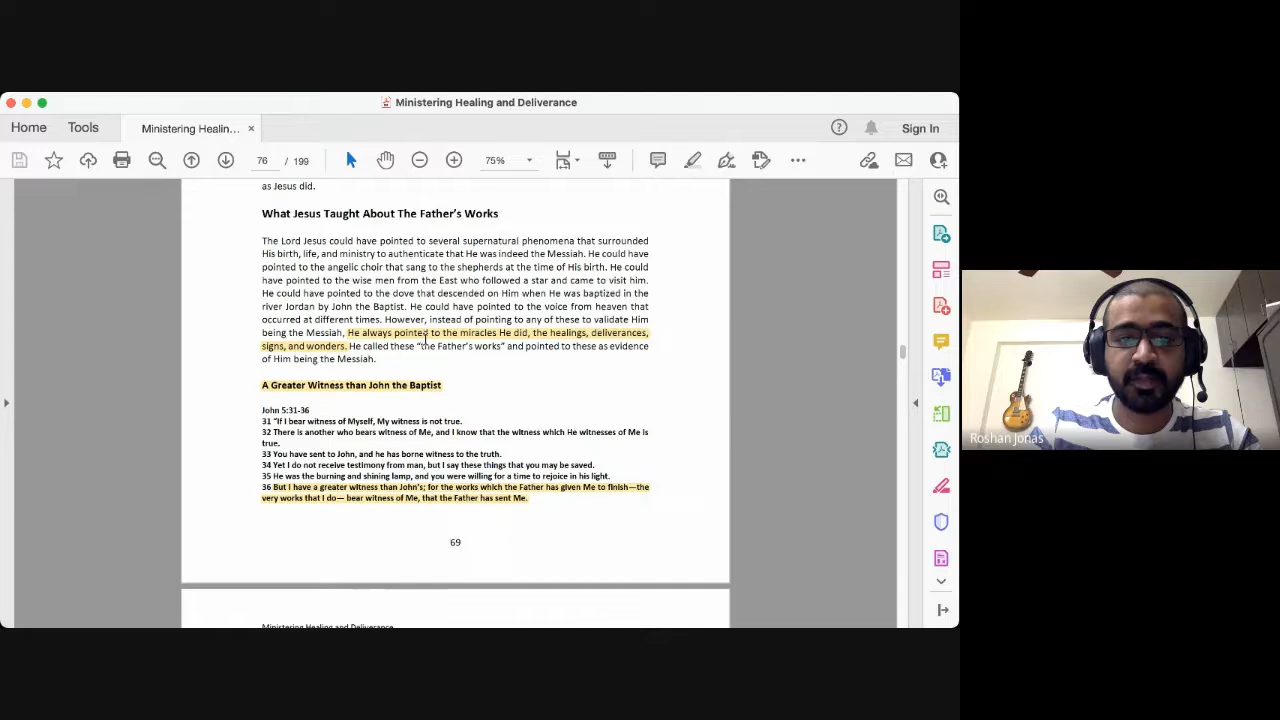 Ministering Healing and Deliverance
Home
Tools
Ministering Healin...
Sign In
76 / 199
75%
as Jesus did.
What Jesus Taught About The Father's Works
The Lord Jesus could have pointed to several supernatural phenomena that surrounded
His birth, life, and ministry to authenticate that He was indeed the Messiah. He could have
pointed to the angelic choir that sang to the shepherds at the time of His birth. He could
have pointed to the wise men from the East who followed a star and came to visit him.
He could have pointed to the dove that descended on Him when He was baptized in the
river Jordan by John the Baptist. He could have pointed to the voice from heaven that
occurred at different times. However, instead of pointing to any of these to validate Him
being the Messiah, He always pointed to the miracles He did, the healings, deliverances,
signs, and wonders. He called these “the Father's works” and pointed to these as evidence
of Him being the Messiah.
A Greater Witness than John the Baptist
John 5:31-36
31 “If I bear witness of Myself, My witness is not true.
32 There is another who bears witness of Me, and I know that the witness which He witnesses of Me is
true.
33 You have sent to John, and he has borne witness to the truth.
34 Yet I do not receive testimony from man, but I say these things that you may be saved.
35 He was the burning and shining lamp, and you were willing for a time to rejoice in his light.
36 But I have a greater witness than John's; for the works which the Father has given Me to finish—the
very works that I do— bear witness of Me, that the Father has sent Me.
69
Ministering Healing and Deliverance
Roshan Jonas